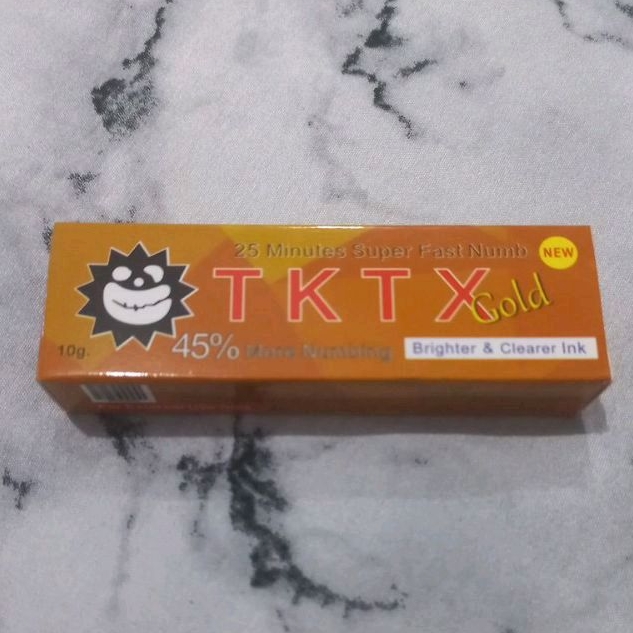 25 Minutes Super Fast Numb
NEW
TKTX
Gold
10g.
45% More Numbing
Brighter & Clearer Ink